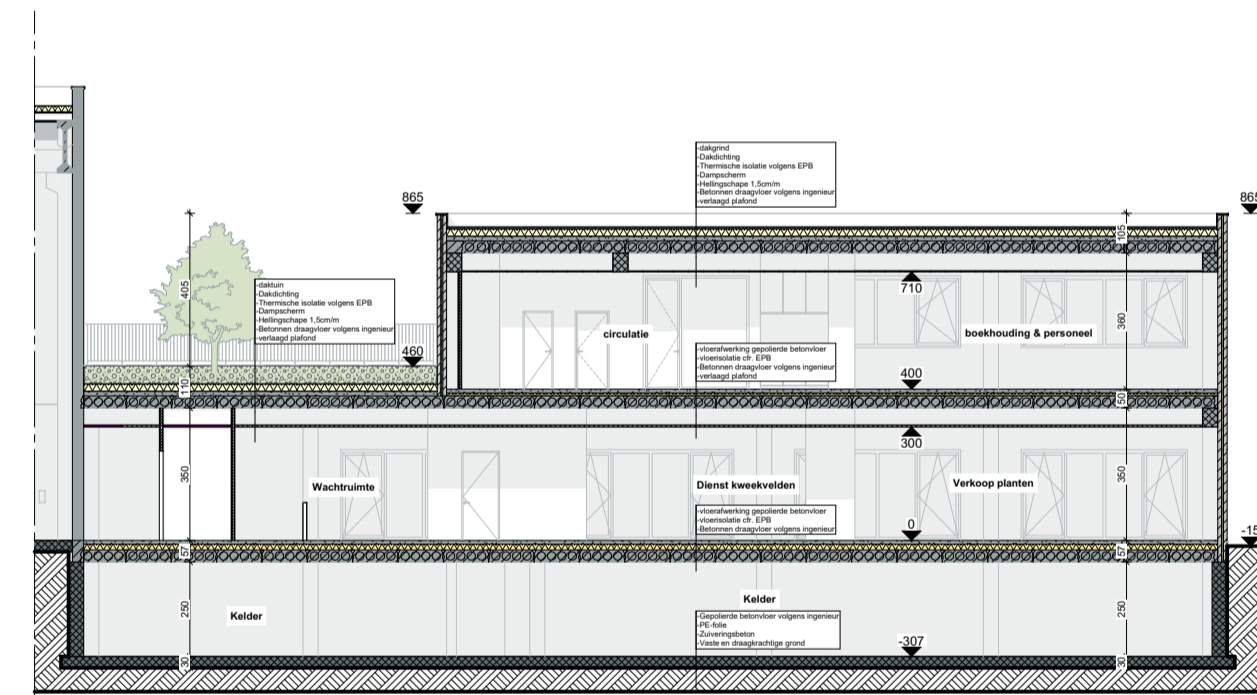 -dakgrind
-Dakdichting
-Thermische isolatie volgens EPB
-Dampscherm
-Hellingschape 1,5cm/m
-Betonnen draagvloer volgens ingenieur
-verlaagd plafond
865
865
105
405
-daktuin
-Dakdichting
-Thermische isolatie volgens EPB
-Dampscherm
-Hellingschape 1,5cm/m
-Betonnen draagvloer volgens ingenieur
-verlaagd plafond
710
circulatie
boekhouding & personeel
360
460
-vloerafwerking gepolierde betonvloer
-vloerisolatie cfr. EPB
-Betonnen draagvloer volgens ingenieur
-verlaagd plafond
400
110
50
300
350
350
Wachtruimte
Dienst kweekvelden
Verkoop planten
-vloerafwerking gepolierde betonvloer
-vloerisolatie cfr. EPB
-Betonnen draagvloer volgens ingenieur
0
-15
57
57
250
250
Kelder
Kelder
-Gepolierde betonvloer volgens ingenieur
-PE-folie
-Zuiveringsbeton
-Vaste en draagkrachtige grond
-307
30
30